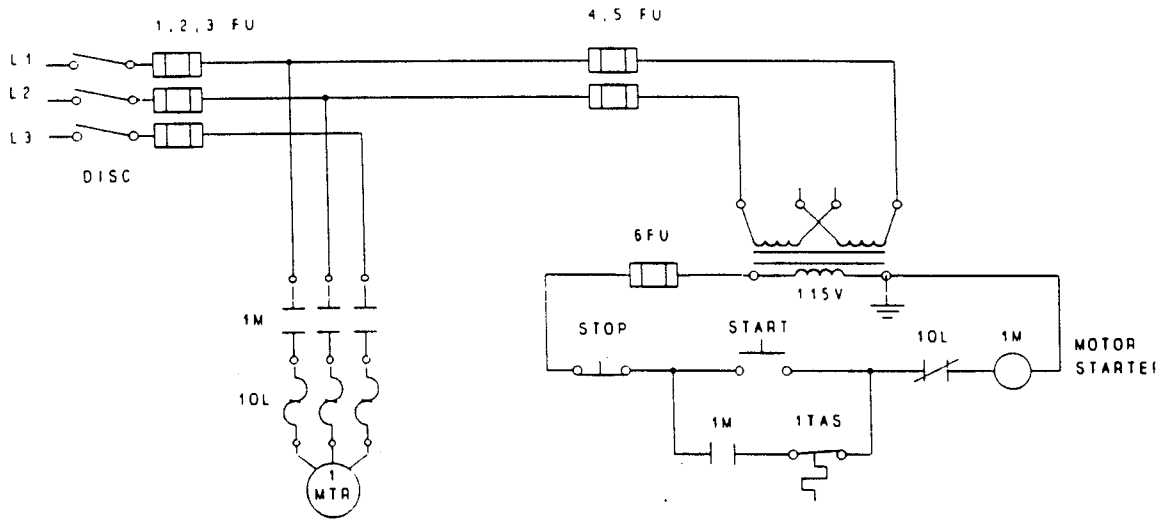 1,2,3 FU
4,5 FU
L1
L2
L3
DISC
6FU
115V
1M
STOP
START
1OL
1M
MOTOR
STARTE
1OL
1M
1TAS
1
MTR